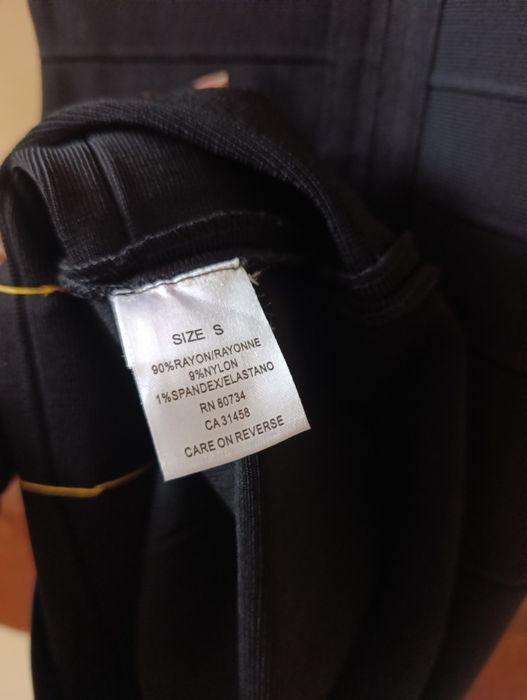 SIZE S
90%RAYON/RAYONNE
9%NYLON
1%SPANDEX/ELASTANO
RN 80734
CA 31458
CARE ON REVERSE